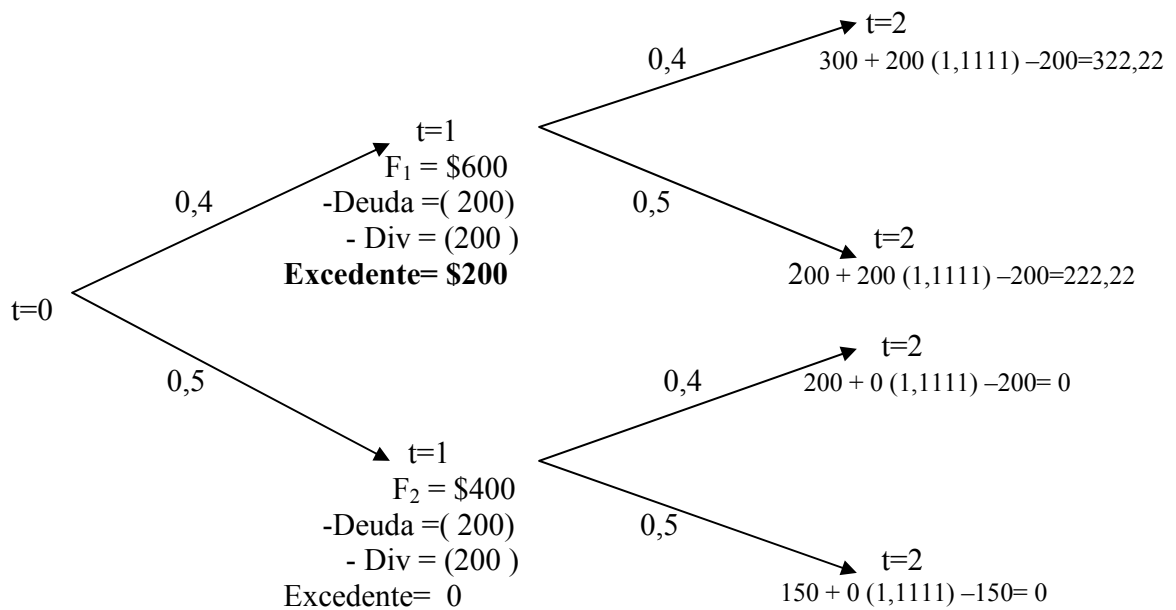 t=2
0,4
300 + 200 (1,1111) –200=322,22
t=1
F1 = $600
0,4
-Deuda =( 200)
0,5
- Div = (200 )
t=2
Excedente= $200
200 + 200 (1,1111) –200=222,22
t=0
t=2
0,5
0,4
200 + 0 (1,1111) –200= 0
t=1
F2 = $400
-Deuda =( 200)
0,5
- Div = (200 )
t=2
Excedente= 0
150 + 0 (1,1111) –150= 0